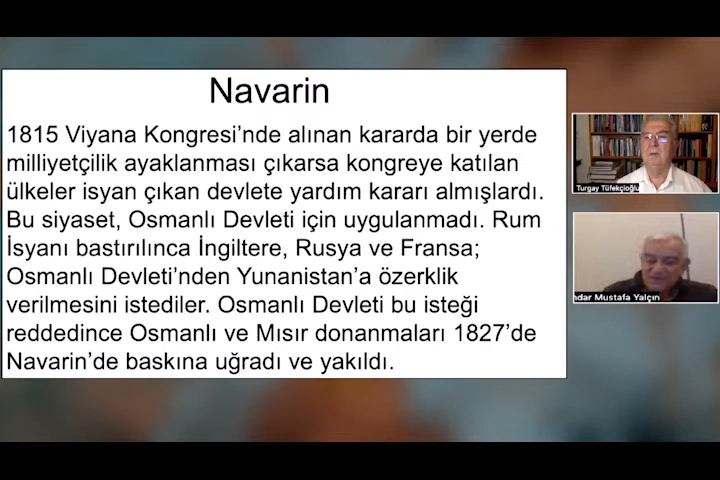 Navarin
1815 Viyana Kongresi’nde alınan kararda bir yerde
milliyetçilik ayaklanması çıkarsa kongreye katılan
ülkeler isyan çıkan devlete yardım kararı almışlardı.
Bu siyaset, Osmanlı Devleti için uygulanmadı. Rum
İsyanı bastırılınca İngiltere, Rusya ve Fransa;
Osmanlı Devleti’nden Yunanistan’a özerklik
verilmesini istediler. Osmanlı Devleti bu isteği
reddedince Osmanlı ve Mısır donanmaları 1827’de
Navarin’de baskına uğradı ve yakıldı.
Turgay Tüfekçioğlu
ndar Mustafa Yalçın